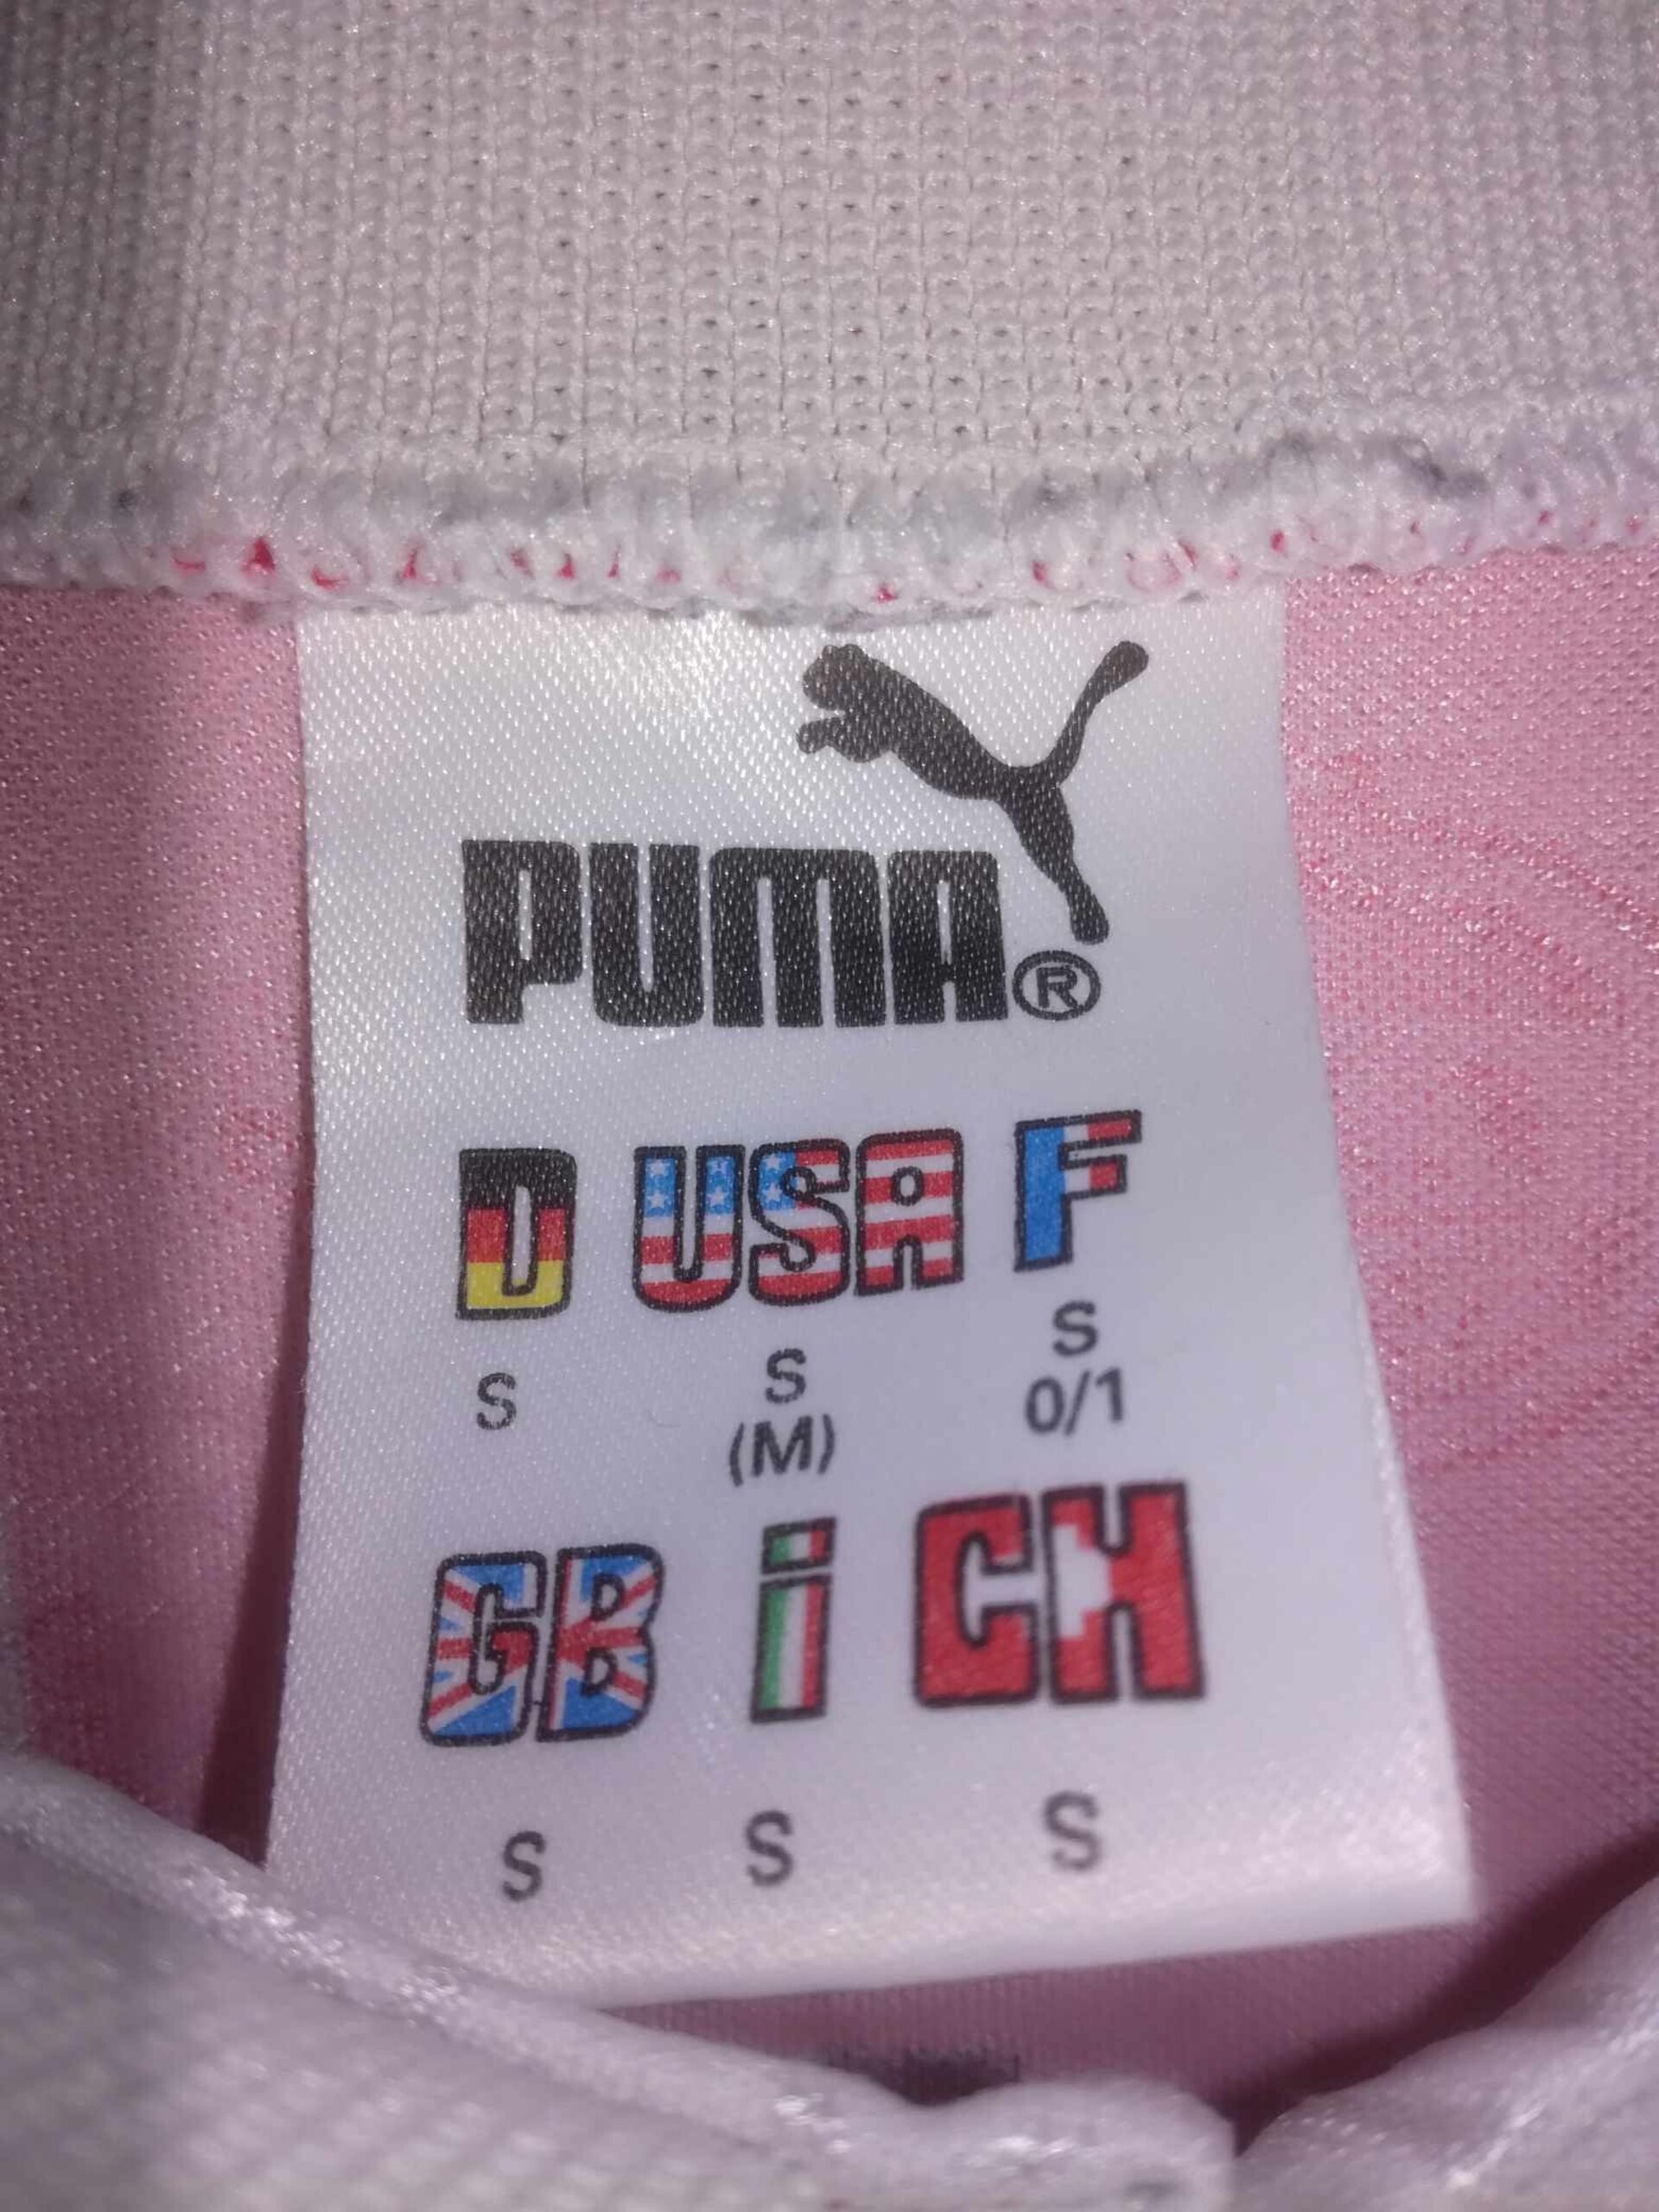 PUMA®
D USA F
S S S
(M) 0/1
GB i CH
S S S